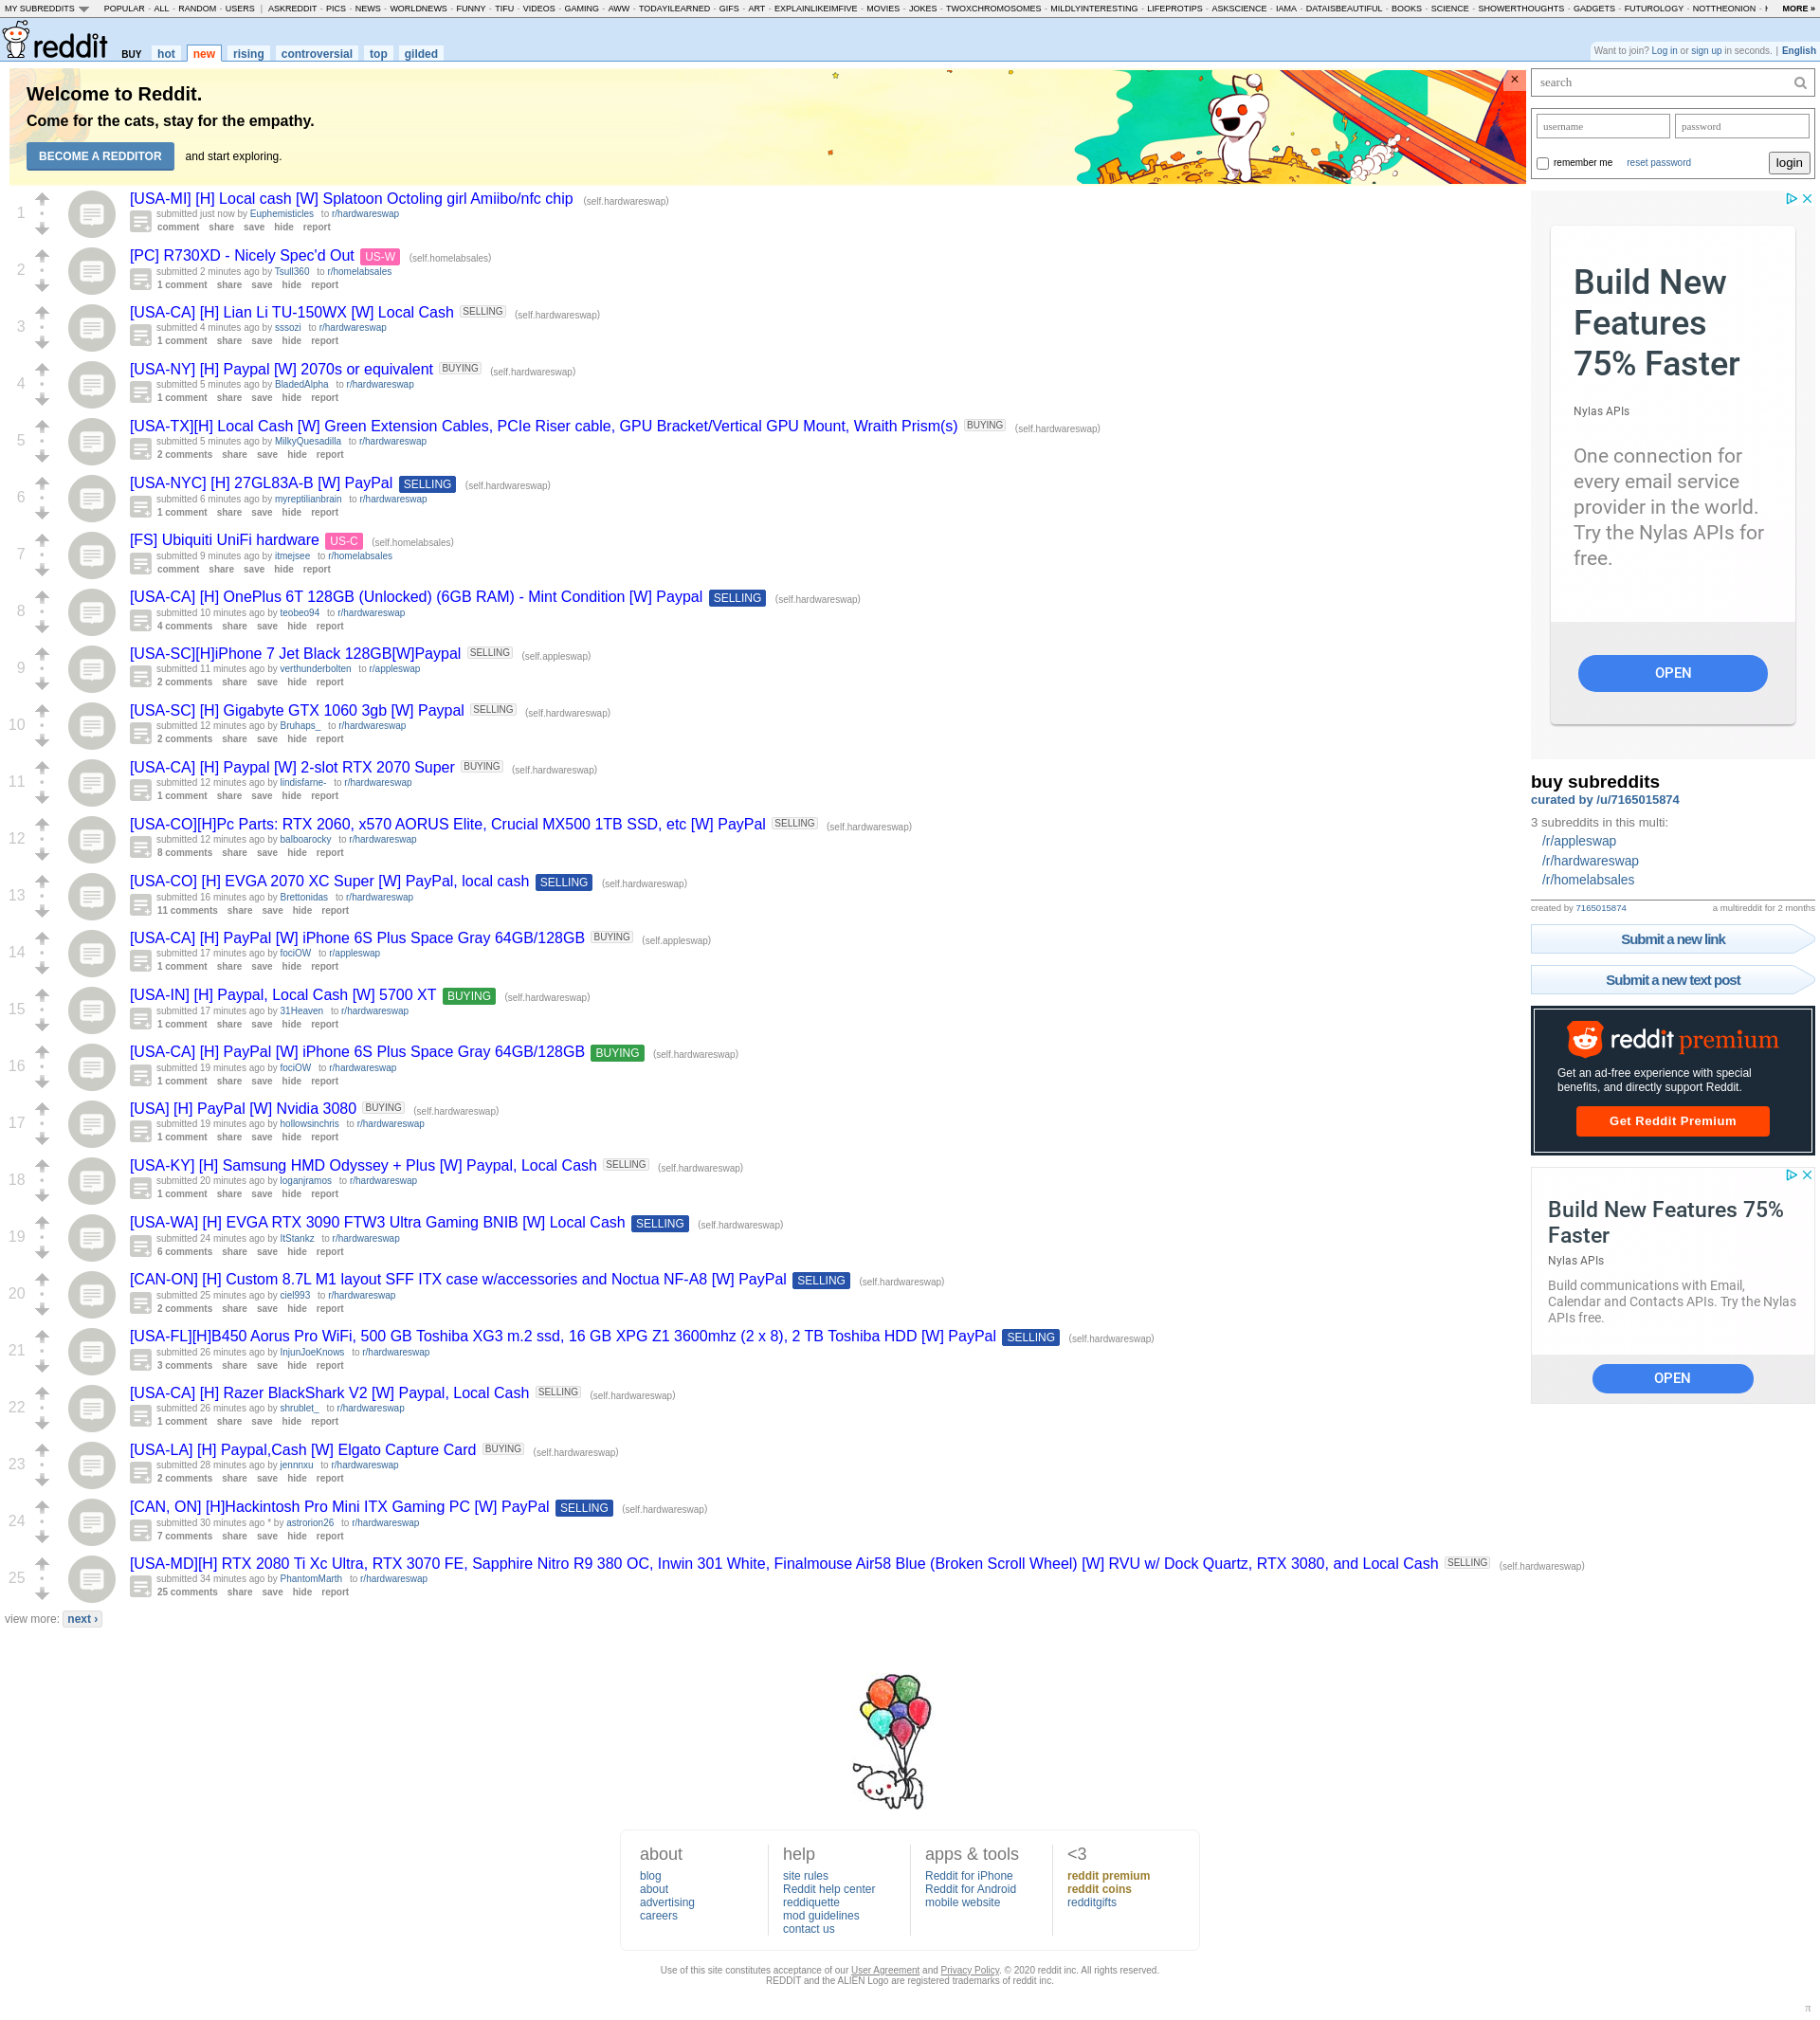 MY SUBREDDITS POPULAR - ALL - RANDOM - USERS | ASKREDDIT - PICS - NEWS - WORLDNEWS - FUNNY - TIFU - VIDEOS - GAMING - AWW - TODAYILEARNED - GIFS - ART - EXPLAINLIKEIMFIVE - MOVIES - JOKES - TWOXCHROMOSOMES - MILDLYINTERESTING - LIFEPROTIPS - ASKSCIENCE - IAMA - DATAISBEAUTIFUL - BOOKS - SCIENCE - SHOWERTHOUGHTS - GADGETS - FUTUROLOGY - NOTTHEONION - MORE »
reddit BUY hot new rising controversial top gilded
Want to join? Log in or sign up in seconds. | English
Welcome to Reddit.
Come for the cats, stay for the empathy.
BECOME A REDDITOR and start exploring.
×
search
username password
remember me reset password login
1
[USA-MI] [H] Local cash [W] Splatoon Octoling girl Amiibo/nfc chip (self.hardwareswap)
submitted just now by Euphemisticles to r/hardwareswap
comment share save hide report
2
[PC] R730XD - Nicely Spec'd Out US-W (self.homelabsales)
submitted 2 minutes ago by Tsull360 to r/homelabsales
1 comment share save hide report
3
[USA-CA] [H] Lian Li TU-150WX [W] Local Cash SELLING (self.hardwareswap)
submitted 4 minutes ago by sssozi to r/hardwareswap
1 comment share save hide report
4
[USA-NY] [H] Paypal [W] 2070s or equivalent BUYING (self.hardwareswap)
submitted 5 minutes ago by BladedAlpha to r/hardwareswap
1 comment share save hide report
5
[USA-TX][H] Local Cash [W] Green Extension Cables, PCIe Riser cable, GPU Bracket/Vertical GPU Mount, Wraith Prism(s) BUYING (self.hardwareswap)
submitted 5 minutes ago by MilkyQuesadilla to r/hardwareswap
2 comments share save hide report
6
[USA-NYC] [H] 27GL83A-B [W] PayPal SELLING (self.hardwareswap)
submitted 6 minutes ago by myreptilianbrain to r/hardwareswap
1 comment share save hide report
7
[FS] Ubiquiti UniFi hardware US-C (self.homelabsales)
submitted 9 minutes ago by itmejsee to r/homelabsales
comment share save hide report
8
[USA-CA] [H] OnePlus 6T 128GB (Unlocked) (6GB RAM) - Mint Condition [W] Paypal SELLING (self.hardwareswap)
submitted 10 minutes ago by teobeo94 to r/hardwareswap
4 comments share save hide report
9
[USA-SC][H]iPhone 7 Jet Black 128GB[W]Paypal SELLING (self.appleswap)
submitted 11 minutes ago by verthunderbolten to r/appleswap
2 comments share save hide report
10
[USA-SC] [H] Gigabyte GTX 1060 3gb [W] Paypal SELLING (self.hardwareswap)
submitted 12 minutes ago by Bruhaps_ to r/hardwareswap
2 comments share save hide report
11
[USA-CA] [H] Paypal [W] 2-slot RTX 2070 Super BUYING (self.hardwareswap)
submitted 12 minutes ago by lindisfarne- to r/hardwareswap
1 comment share save hide report
12
[USA-CO][H]Pc Parts: RTX 2060, x570 AORUS Elite, Crucial MX500 1TB SSD, etc [W] PayPal SELLING (self.hardwareswap)
submitted 12 minutes ago by balboarocky to r/hardwareswap
8 comments share save hide report
13
[USA-CO] [H] EVGA 2070 XC Super [W] PayPal, local cash SELLING (self.hardwareswap)
submitted 16 minutes ago by Brettonidas to r/hardwareswap
11 comments share save hide report
14
[USA-CA] [H] PayPal [W] iPhone 6S Plus Space Gray 64GB/128GB BUYING (self.appleswap)
submitted 17 minutes ago by fociOW to r/appleswap
1 comment share save hide report
15
[USA-IN] [H] Paypal, Local Cash [W] 5700 XT BUYING (self.hardwareswap)
submitted 17 minutes ago by 31Heaven to r/hardwareswap
1 comment share save hide report
16
[USA-CA] [H] PayPal [W] iPhone 6S Plus Space Gray 64GB/128GB BUYING (self.hardwareswap)
submitted 19 minutes ago by fociOW to r/hardwareswap
1 comment share save hide report
17
[USA] [H] PayPal [W] Nvidia 3080 BUYING (self.hardwareswap)
submitted 19 minutes ago by hollowsinchris to r/hardwareswap
1 comment share save hide report
18
[USA-KY] [H] Samsung HMD Odyssey + Plus [W] Paypal, Local Cash SELLING (self.hardwareswap)
submitted 20 minutes ago by loganjramos to r/hardwareswap
1 comment share save hide report
19
[USA-WA] [H] EVGA RTX 3090 FTW3 Ultra Gaming BNIB [W] Local Cash SELLING (self.hardwareswap)
submitted 24 minutes ago by ItStankz to r/hardwareswap
6 comments share save hide report
20
[CAN-ON] [H] Custom 8.7L M1 layout SFF ITX case w/accessories and Noctua NF-A8 [W] PayPal SELLING (self.hardwareswap)
submitted 25 minutes ago by ciel993 to r/hardwareswap
2 comments share save hide report
21
[USA-FL][H]B450 Aorus Pro WiFi, 500 GB Toshiba XG3 m.2 ssd, 16 GB XPG Z1 3600mhz (2 x 8), 2 TB Toshiba HDD [W] PayPal SELLING (self.hardwareswap)
submitted 26 minutes ago by InjunJoeKnows to r/hardwareswap
3 comments share save hide report
22
[USA-CA] [H] Razer BlackShark V2 [W] Paypal, Local Cash SELLING (self.hardwareswap)
submitted 26 minutes ago by shrublet_ to r/hardwareswap
1 comment share save hide report
23
[USA-LA] [H] Paypal,Cash [W] Elgato Capture Card BUYING (self.hardwareswap)
submitted 28 minutes ago by jennnxu to r/hardwareswap
2 comments share save hide report
24
[CAN, ON] [H]Hackintosh Pro Mini ITX Gaming PC [W] PayPal SELLING (self.hardwareswap)
submitted 30 minutes ago * by astrorion26 to r/hardwareswap
7 comments share save hide report
25
[USA-MD][H] RTX 2080 Ti Xc Ultra, RTX 3070 FE, Sapphire Nitro R9 380 OC, Inwin 301 White, Finalmouse Air58 Blue (Broken Scroll Wheel) [W] RVU w/ Dock Quartz, RTX 3080, and Local Cash SELLING (self.hardwareswap)
submitted 34 minutes ago by PhantomMarth to r/hardwareswap
25 comments share save hide report
view more: next ›
Build New
Features
75% Faster
Nylas APIs
One connection for
every email service
provider in the world.
Try the Nylas APIs for
free.
OPEN
buy subreddits
curated by /u/7165015874
3 subreddits in this multi:
/r/appleswap
/r/hardwareswap
/r/homelabsales
created by 7165015874 a multireddit for 2 months
Submit a new link
Submit a new text post
reddit premium
Get an ad-free experience with special
benefits, and directly support Reddit.
Get Reddit Premium
Build New Features 75%
Faster
Nylas APIs
Build communications with Email,
Calendar and Contacts APIs. Try the Nylas
APIs free.
OPEN
about
blog
about
advertising
careers
help
site rules
Reddit help center
reddiquette
mod guidelines
contact us
apps & tools
Reddit for iPhone
Reddit for Android
mobile website
<3
reddit premium
reddit coins
redditgifts
Use of this site constitutes acceptance of our User Agreement and Privacy Policy. © 2020 reddit inc. All rights reserved.
REDDIT and the ALIEN Logo are registered trademarks of reddit inc.
π